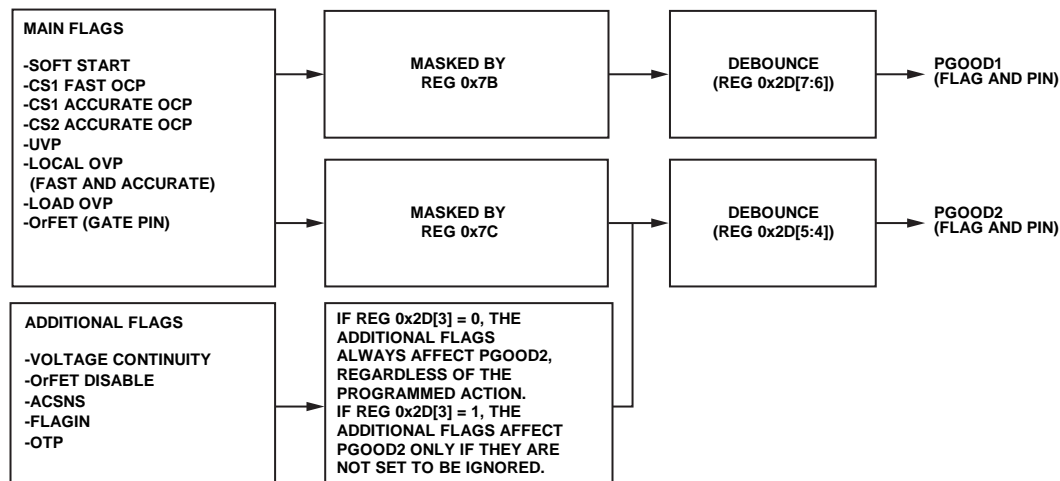 MAIN FLAGS
-SOFT START
-CS1 FAST OCP
-CS1 ACCURATE OCP
-CS2 ACCURATE OCP
-UVP
-LOCAL OVP
(FAST AND ACCURATE)
-LOAD OVP
-OrFET (GATE PIN)
MASKED BY
REG 0x7B
DEBOUNCE
(REG 0x2D[7:6])
PGOOD1
(FLAG AND PIN)
MASKED BY
REG 0x7C
DEBOUNCE
(REG 0x2D[5:4])
PGOOD2
(FLAG AND PIN)
ADDITIONAL FLAGS
-VOLTAGE CONTINUITY
-OrFET DISABLE
-ACSNS
-FLAGIN
-OTP
IF REG 0x2D[3] = 0, THE
ADDITIONAL FLAGS
ALWAYS AFFECT PGOOD2,
REGARDLESS OF THE
PROGRAMMED ACTION.
IF REG 0x2D[3] = 1, THE
ADDITIONAL FLAGS AFFECT
PGOOD2 ONLY IF THEY ARE
NOT SET TO BE IGNORED.